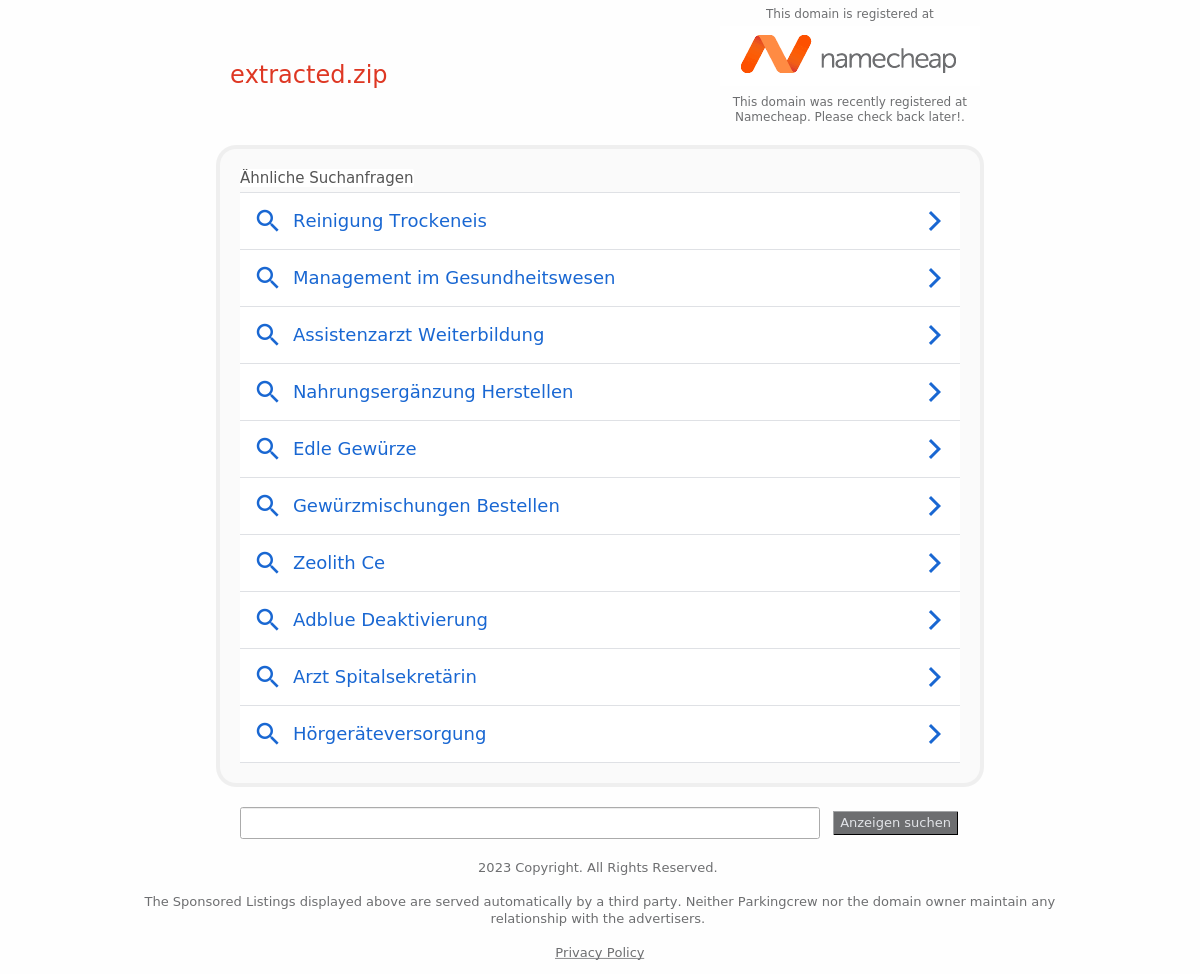 This domain is registered at
namecheap
extracted.zip
This domain was recently registered at
Namecheap. Please check back later!.
Ähnliche Suchanfragen
Reinigung Trockeneis
Management im Gesundheitswesen
Assistenzarzt Weiterbildung
Nahrungsergänzung Herstellen
Edle Gewürze
Gewürzmischungen Bestellen
Zeolith Ce
Adblue Deaktivierung
Arzt Spitalsekretärin
Hörgeräteversorgung
Anzeigen suchen
2023 Copyright. All Rights Reserved.
The Sponsored Listings displayed above are served automatically by a third party. Neither Parkingcrew nor the domain owner maintain any
relationship with the advertisers.
Privacy Policy